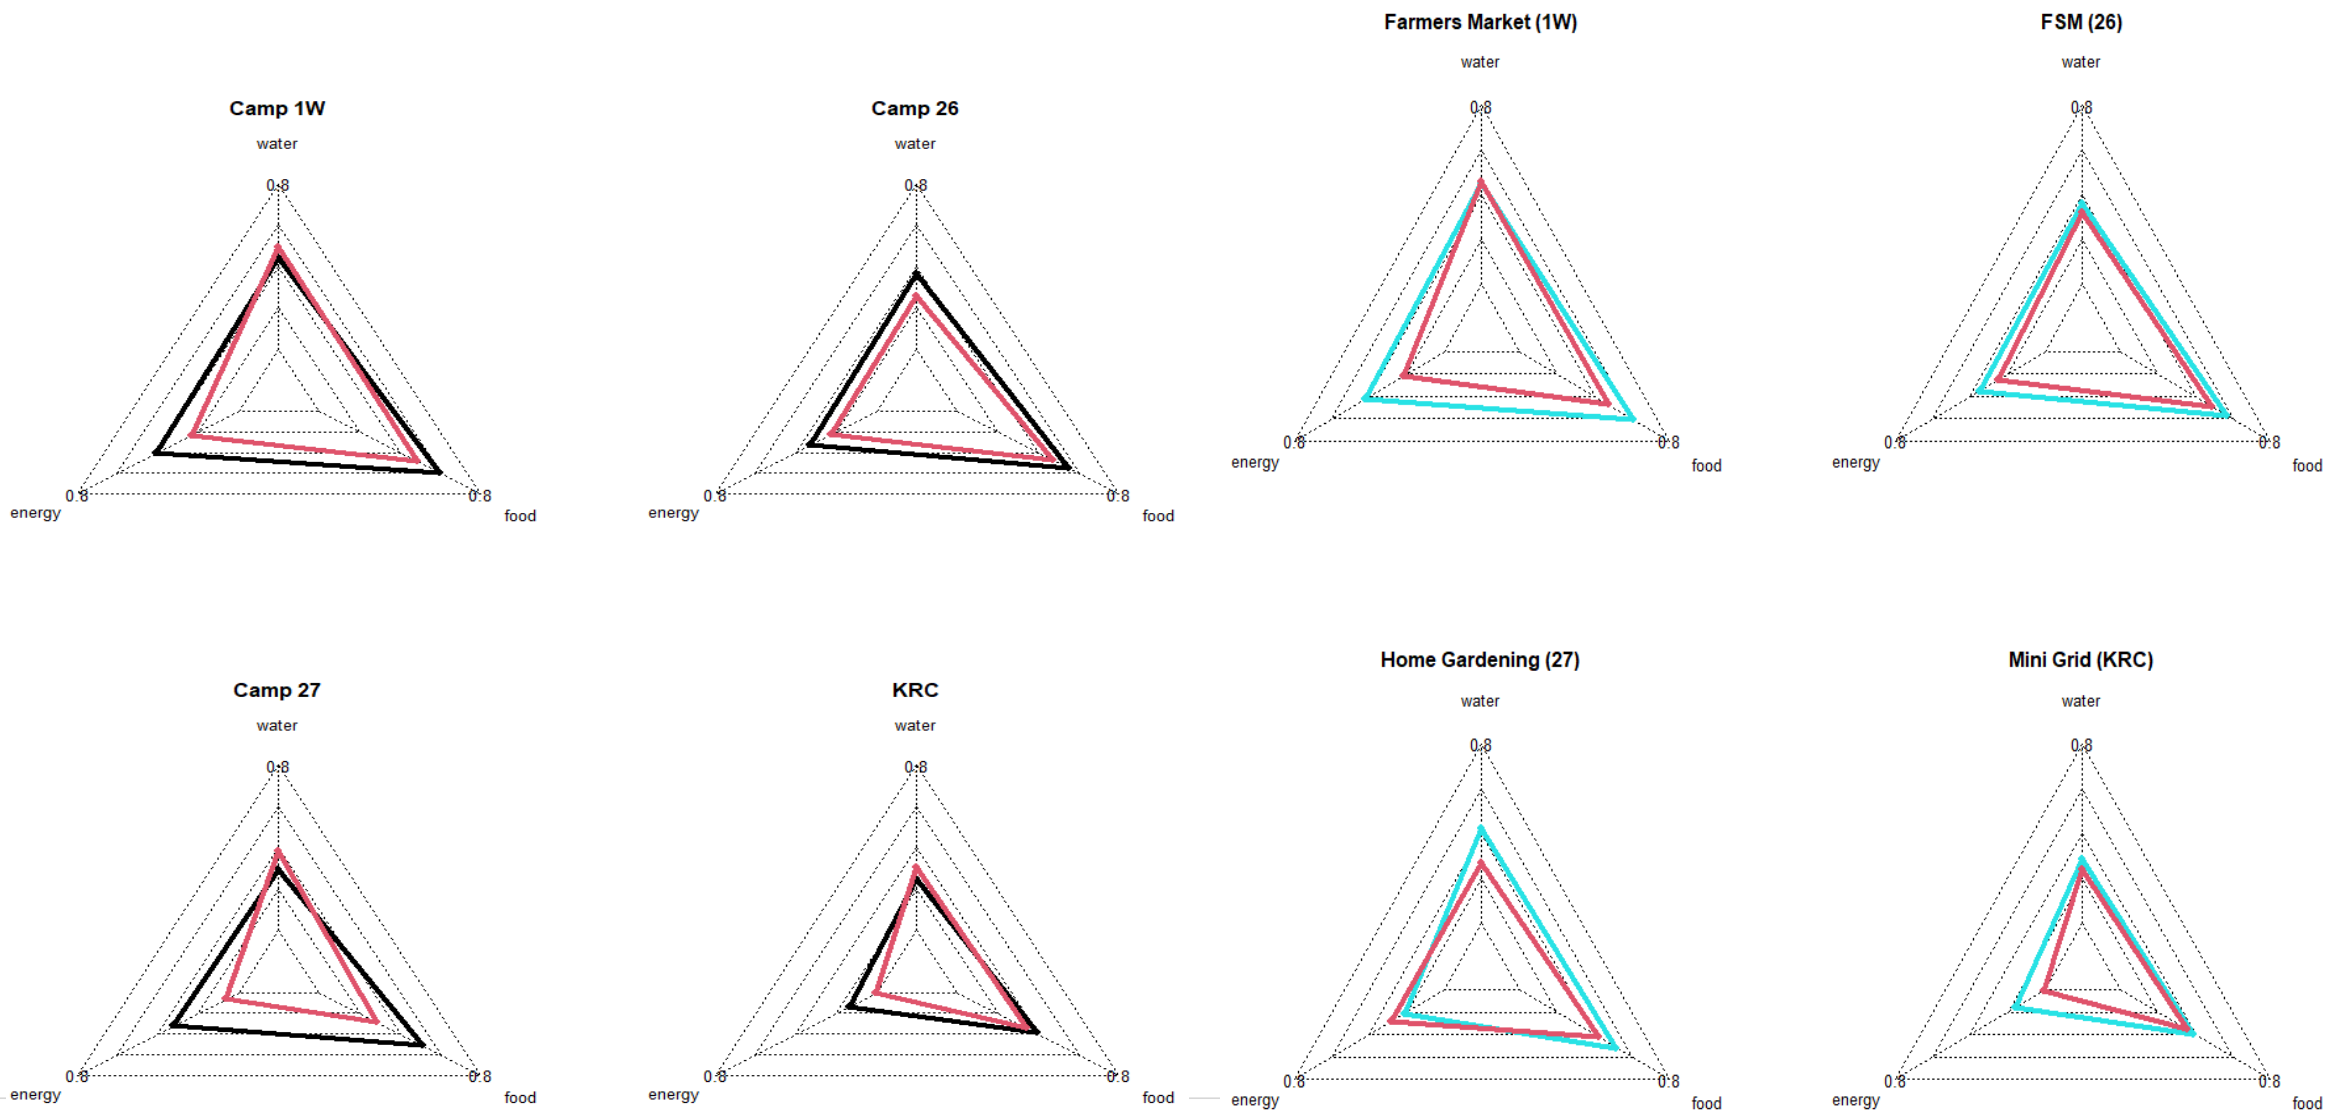 Camp 1W
water
0.8
0.8
energy
0.8
food
Camp 26
water
0.8
0.8
energy
0.8
food
Farmers Market (1W)
water
0.8
0.8
energy
0.8
food
FSM (26)
water
0.8
0.8
energy
0.8
food
Camp 27
water
0.8
0.8
energy
0.8
food
KRC
water
0.8
0.8
energy
0.8
food
Home Gardening (27)
water
0.8
0.8
energy
0.8
food
Mini Grid (KRC)
water
0.8
0.8
energy
0.8
food